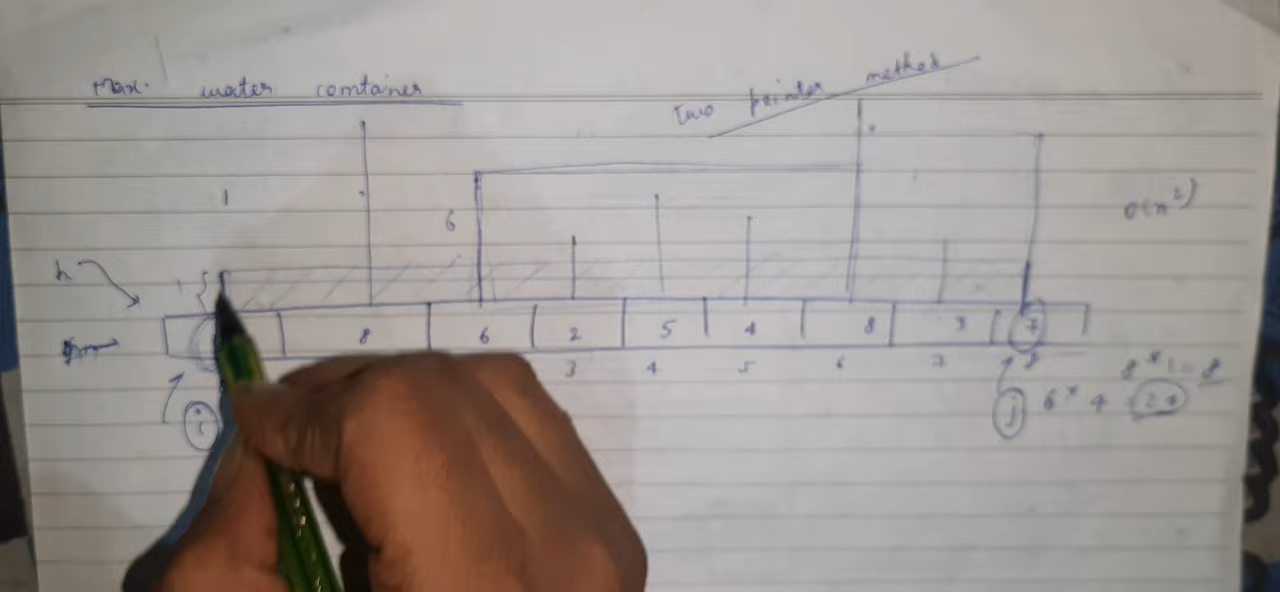 Max. water container
two pointer method
1
6
O(n²)
h
1
8 6 2 5 4 8 3 7
3 4 5 6 7 8
8 * 1 = 8
i
j 6 * 4